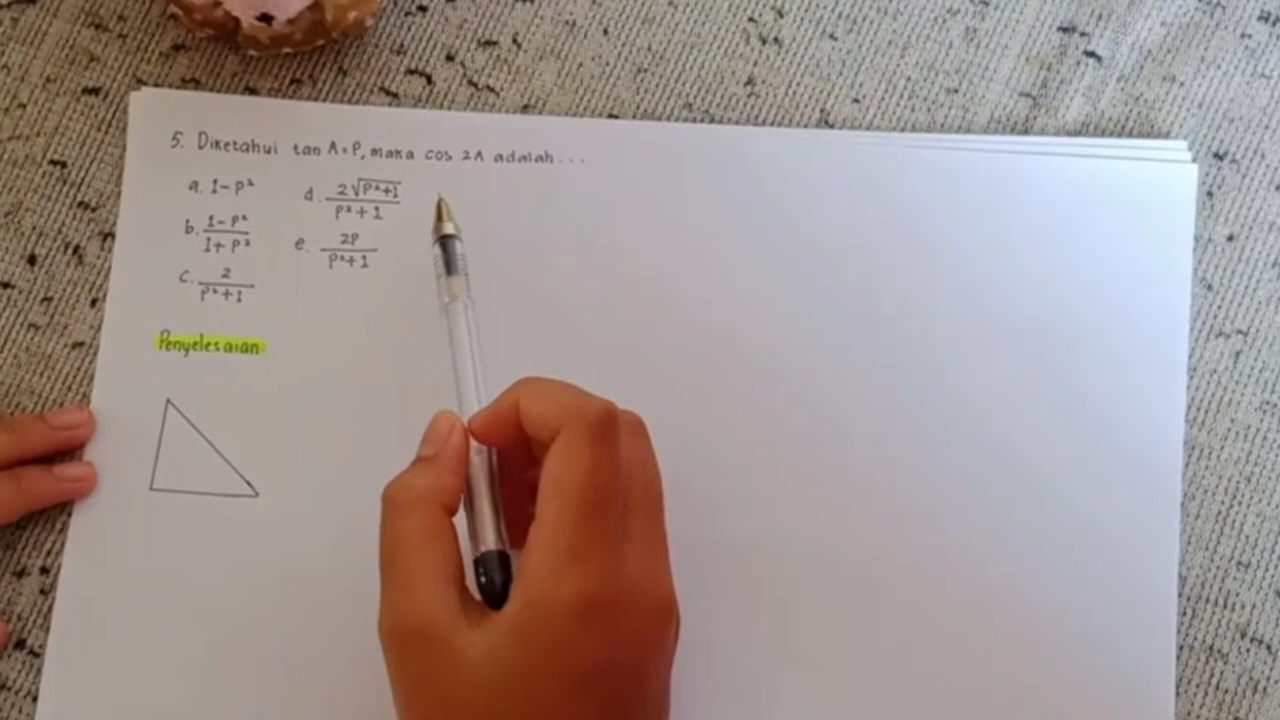 5. Diketahui tan A=P, maka cos 2A adalah...
a. 1-P²
b. 1-P² / 1+P²
c. 2 / P²+1
d. 2√P²+1 / P²+1
e. 2P / P²+1
Penyelesaian